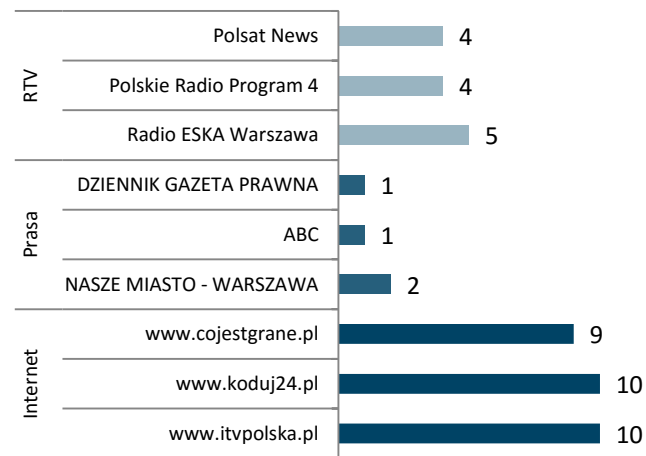 RTV
Polsat News 4
Polskie Radio Program 4 4
Radio ESKA Warszawa 5
Prasa
DZIENNIK GAZETA PRAWNA 1
ABC 1
NASZE MIASTO - WARSZAWA 2
Internet
www.cojestgrane.pl 9
www.koduj24.pl 10
www.itvpolska.pl 10